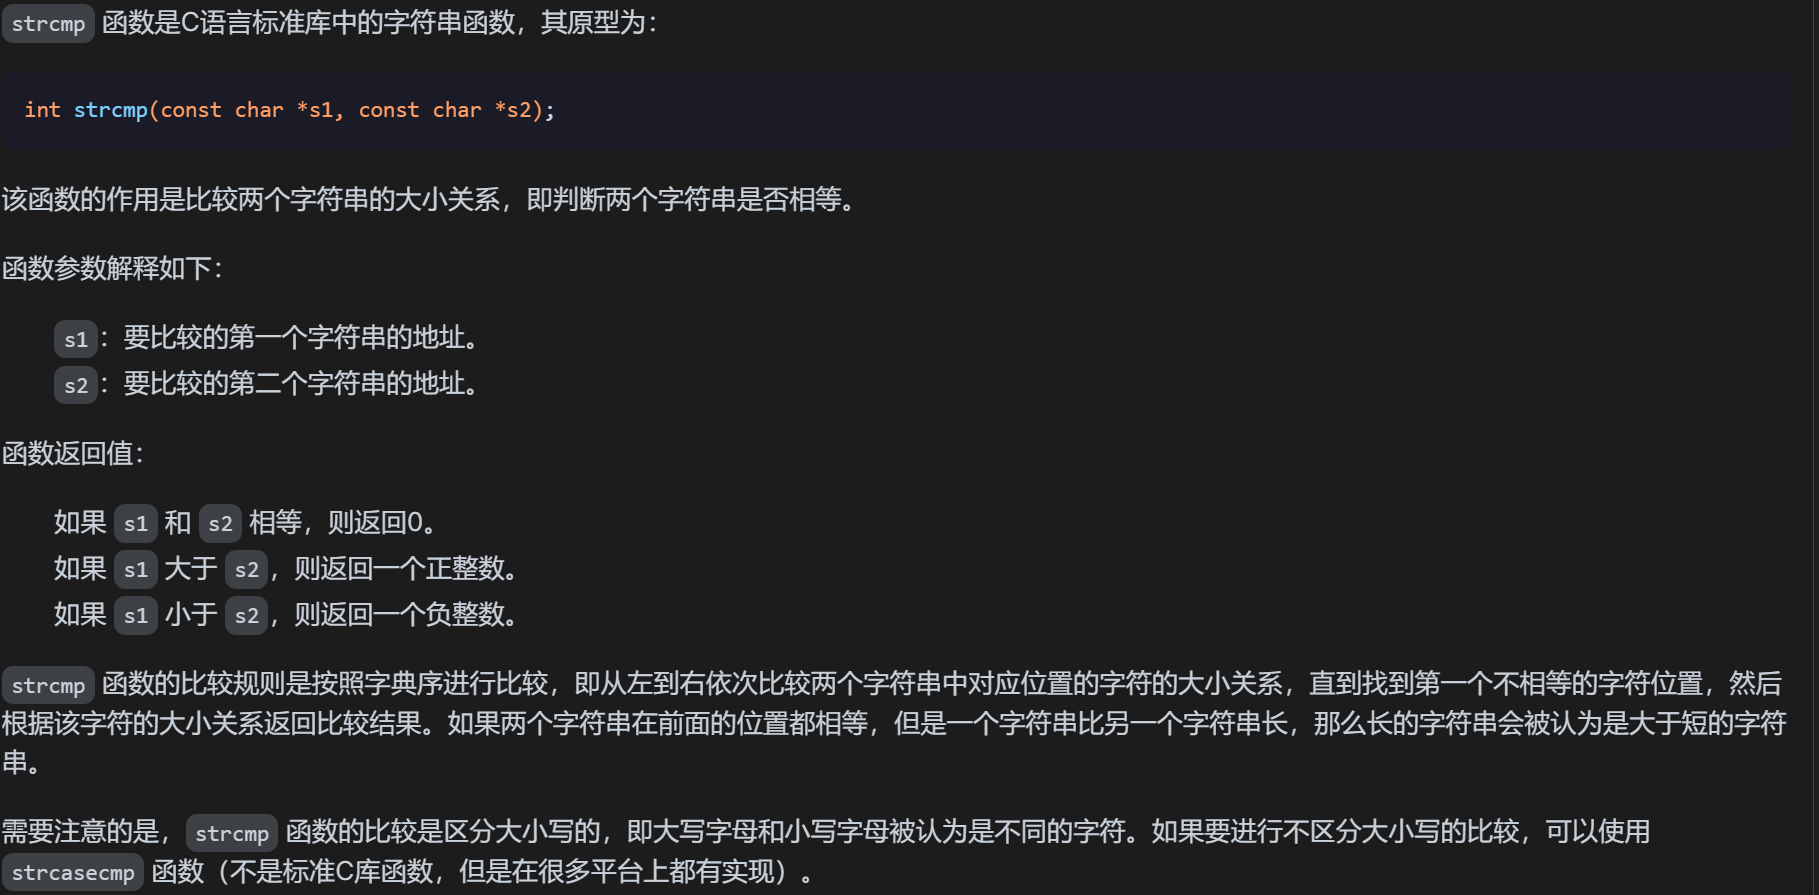 strcmp 函数是C语言标准库中的字符串函数，其原型为：
int strcmp(const char *s1, const char *s2);
该函数的作用是比较两个字符串的大小关系，即判断两个字符串是否相等。
函数参数解释如下：
s1：要比较的第一个字符串的地址。
s2：要比较的第二个字符串的地址。
函数返回值：
如果 s1 和 s2 相等，则返回0。
如果 s1 大于 s2，则返回一个正整数。
如果 s1 小于 s2，则返回一个负整数。
strcmp 函数的比较规则是按照字典序进行比较，即从左到右依次比较两个字符串中对应位置的字符的大小关系，直到找到第一个不相等的字符位置，然后
根据该字符的大小关系返回比较结果。如果两个字符串在前面的位置都相等，但是一个字符串比另一个字符串长，那么长的字符串会被认为是大于短的字符
串。
需要注意的是，strcmp 函数的比较是区分大小写的，即大写字母和小写字母被认为是不同的字符。如果要进行不区分大小写的比较，可以使用
strcasecmp 函数（不是标准C库函数，但是在很多平台上都有实现）。